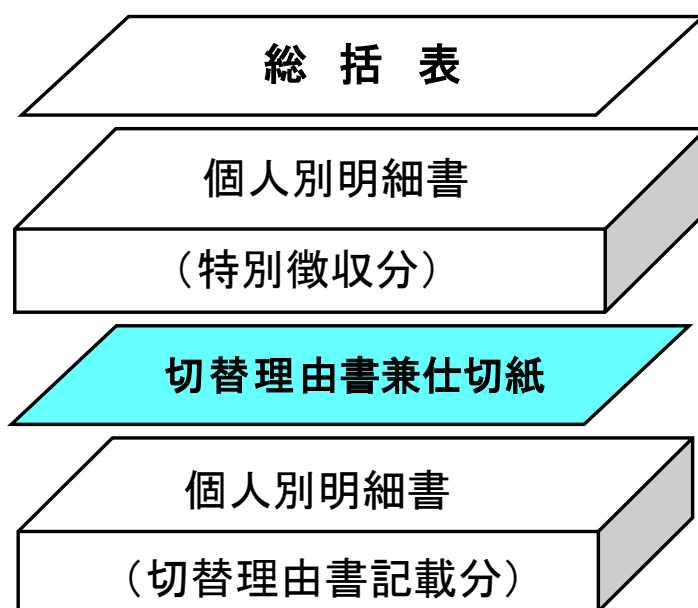 総 括 表
個人別明細書
（特別徴収分）
切替理由書兼仕切紙
個人別明細書
（切替理由書記載分）